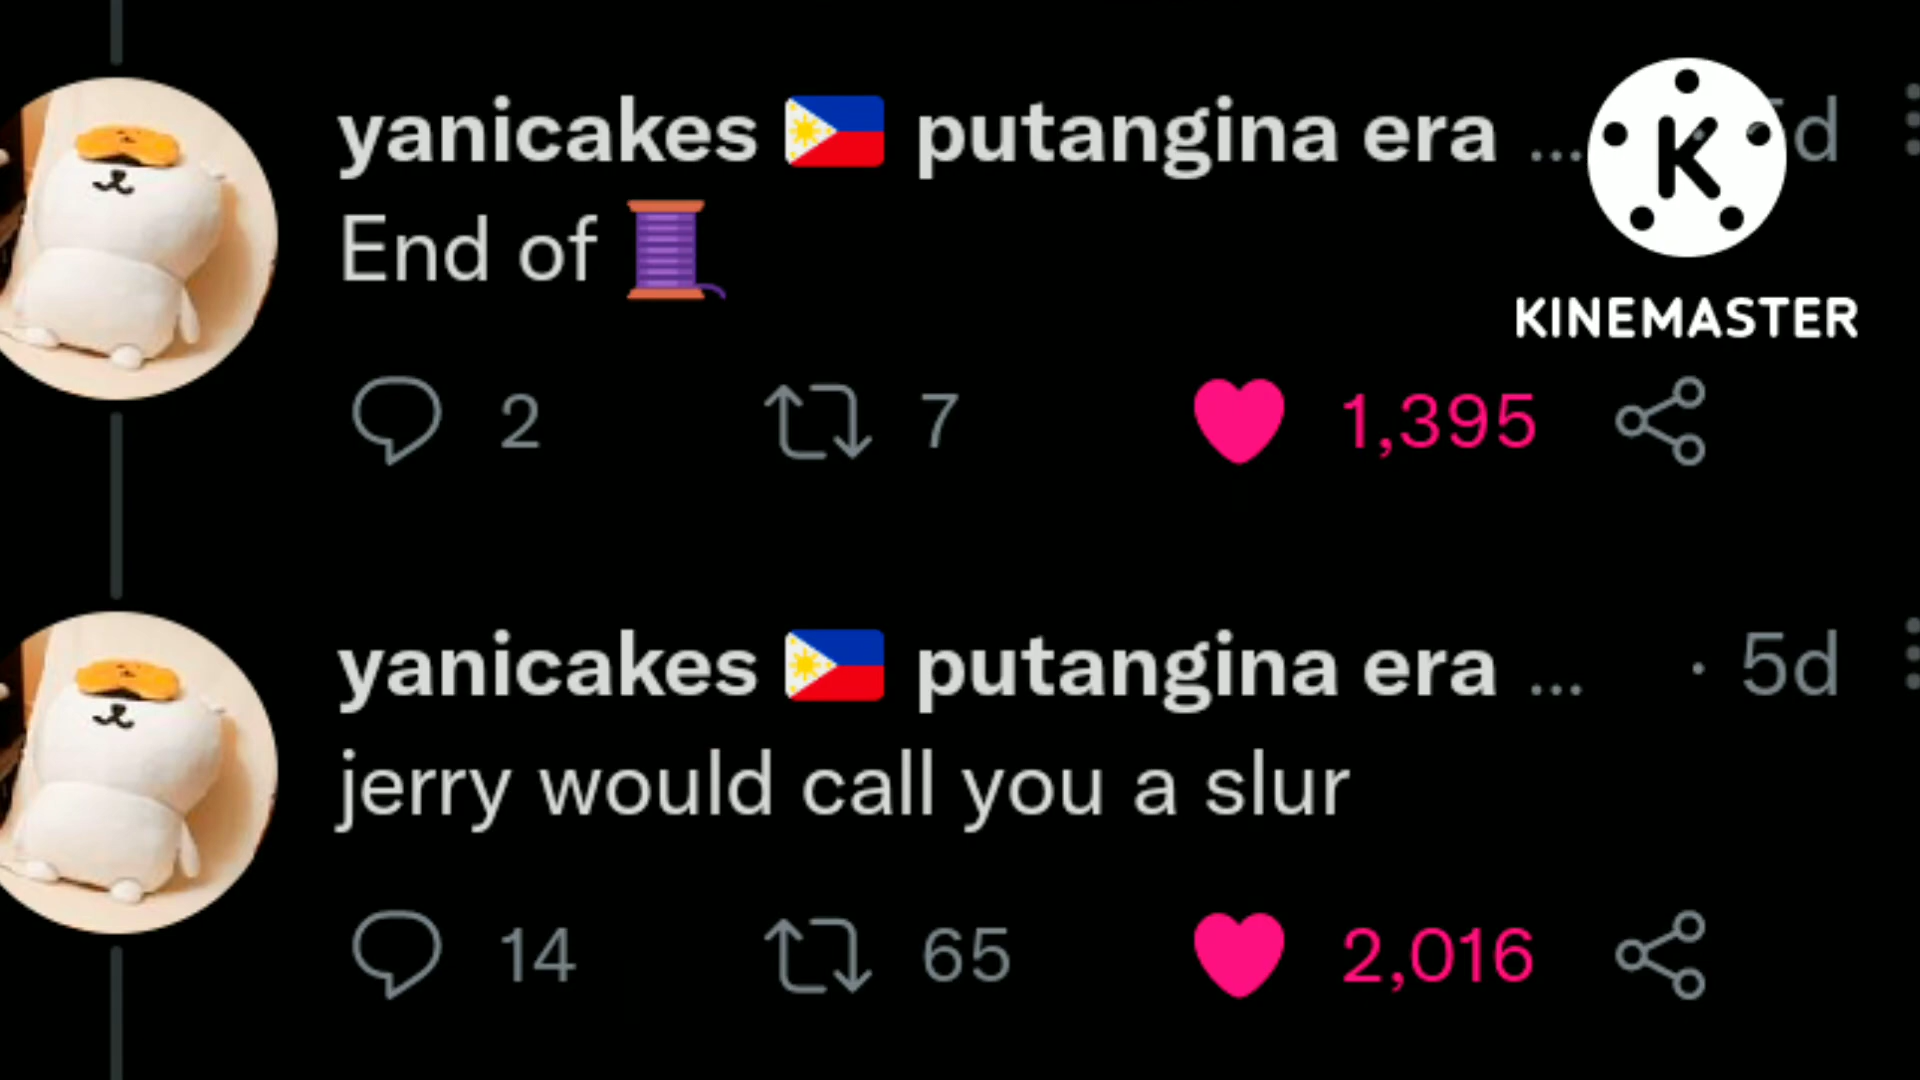 yanicakes 🇵🇭 putangina era ... d
End of 🧵
KINEMASTER
2 7 1,395
yanicakes 🇵🇭 putangina era ... · 5d
jerry would call you a slur
14 65 2,016